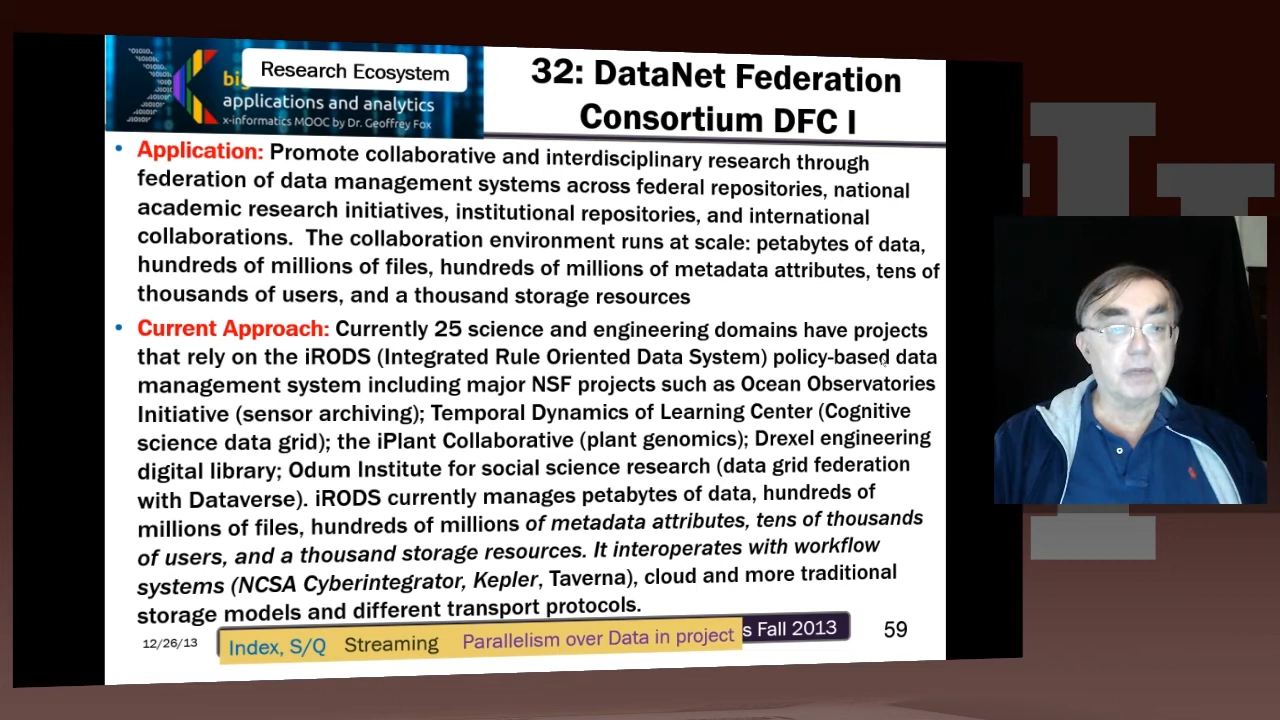 Research Ecosystem
big
applications and analytics
x-informatics MOOC by Dr. Geoffrey Fox
32: DataNet Federation
Consortium DFC I
• Application: Promote collaborative and interdisciplinary research through
federation of data management systems across federal repositories, national
academic research initiatives, institutional repositories, and international
collaborations. The collaboration environment runs at scale: petabytes of data,
hundreds of millions of files, hundreds of millions of metadata attributes, tens of
thousands of users, and a thousand storage resources
• Current Approach: Currently 25 science and engineering domains have projects
that rely on the iRODS (Integrated Rule Oriented Data System) policy-based data
management system including major NSF projects such as Ocean Observatories
Initiative (sensor archiving); Temporal Dynamics of Learning Center (Cognitive
science data grid); the iPlant Collaborative (plant genomics); Drexel engineering
digital library; Odum Institute for social science research (data grid federation
with Dataverse). iRODS currently manages petabytes of data, hundreds of
millions of files, hundreds of millions of metadata attributes, tens of thousands
of users, and a thousand storage resources. It interoperates with workflow
systems (NCSA Cyberintegrator, Kepler, Taverna), cloud and more traditional
storage models and different transport protocols.
12/26/13 Index, S/Q Streaming Parallelism over Data in project s Fall 2013 59